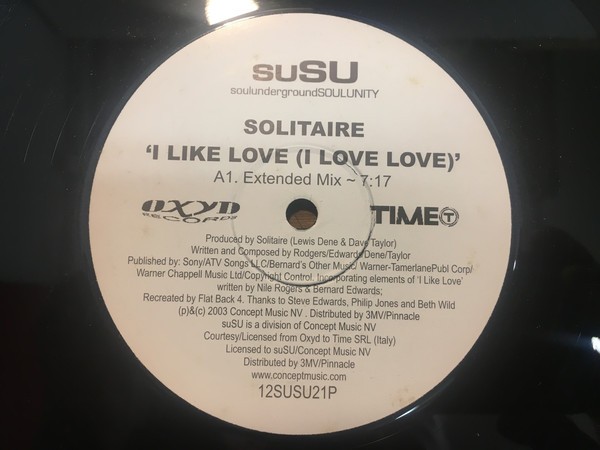 suSU
soulundergroundSOULUNITY
SOLITAIRE
‘I LIKE LOVE (I LOVE LOVE)’
A1. Extended Mix ~ 7:17
OXYD RECORDS
TIME T
Produced by Solitaire (Lewis Dene & Dave Taylor)
Written and Composed by Rodgers/Edwards/Dene/Taylor
Published by: Sony/ATV Songs LLC/Bernard's Other Music/ Warner-TamerlanePubl Corp/
Warner Chappell Music Ltd/Copyright Control. Incorporating elements of 'I Like Love'
written by Nile Rogers & Bernard Edwards;
Recreated by Flat Back 4. Thanks to Steve Edwards, Philip Jones and Beth Wild
(p)&(c) 2003 Concept Music NV . Distributed by 3MV/Pinnacle
suSU is a division of Concept Music NV
Courtesy/Licensed from Oxyd to Time SRL (Italy)
Licensed to suSU/Concept Music NV
Distributed by 3MV/Pinnacle
www.conceptmusic.com
12SUSU21P